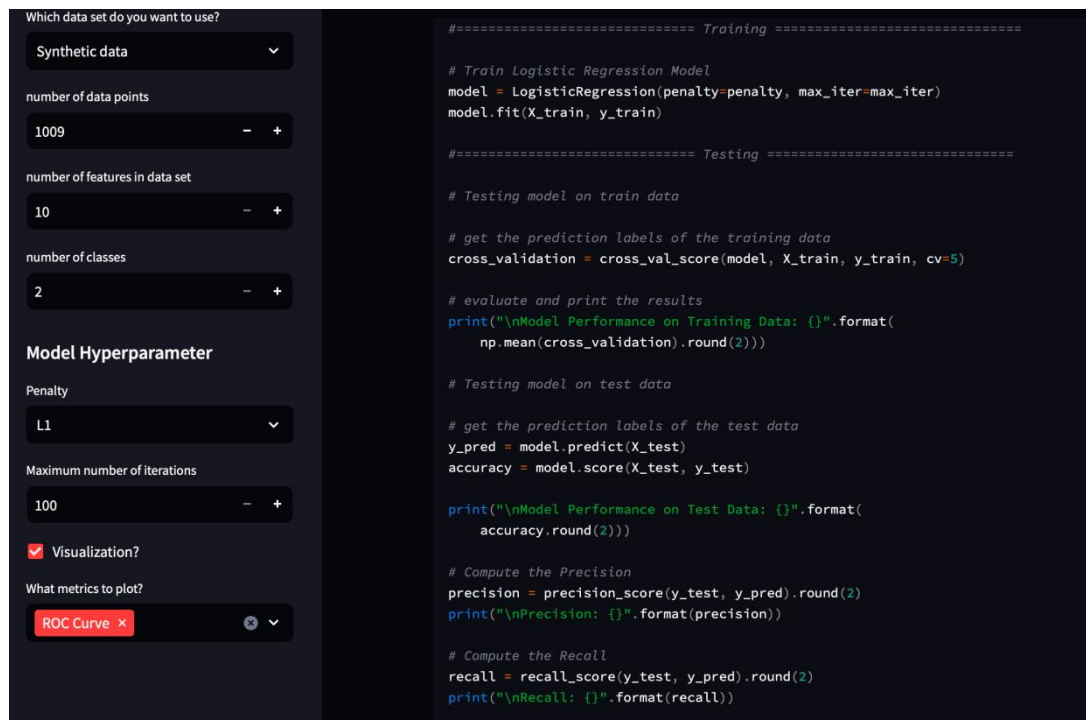 Which data set do you want to use?
Synthetic data
number of data points
1009
− +
number of features in data set
10
− +
number of classes
2
− +
Model Hyperparameter
Penalty
L1
Maximum number of iterations
100
− +
Visualization?
What metrics to plot?
ROC Curve ×
#============================== Training ===============================
# Train Logistic Regression Model
model = LogisticRegression(penalty=penalty, max_iter=max_iter)
model.fit(X_train, y_train)
#============================== Testing ===============================
# Testing model on train data
# get the prediction labels of the training data
cross_validation = cross_val_score(model, X_train, y_train, cv=5)
# evaluate and print the results
print("\nModel Performance on Training Data: {}".format(
    np.mean(cross_validation).round(2)))
# Testing model on test data
# get the prediction labels of the test data
y_pred = model.predict(X_test)
accuracy = model.score(X_test, y_test)
print("\nModel Performance on Test Data: {}".format(
    accuracy.round(2)))
# Compute the Precision
precision = precision_score(y_test, y_pred).round(2)
print("\nPrecision: {}".format(precision))
# Compute the Recall
recall = recall_score(y_test, y_pred).round(2)
print("\nRecall: {}".format(recall))